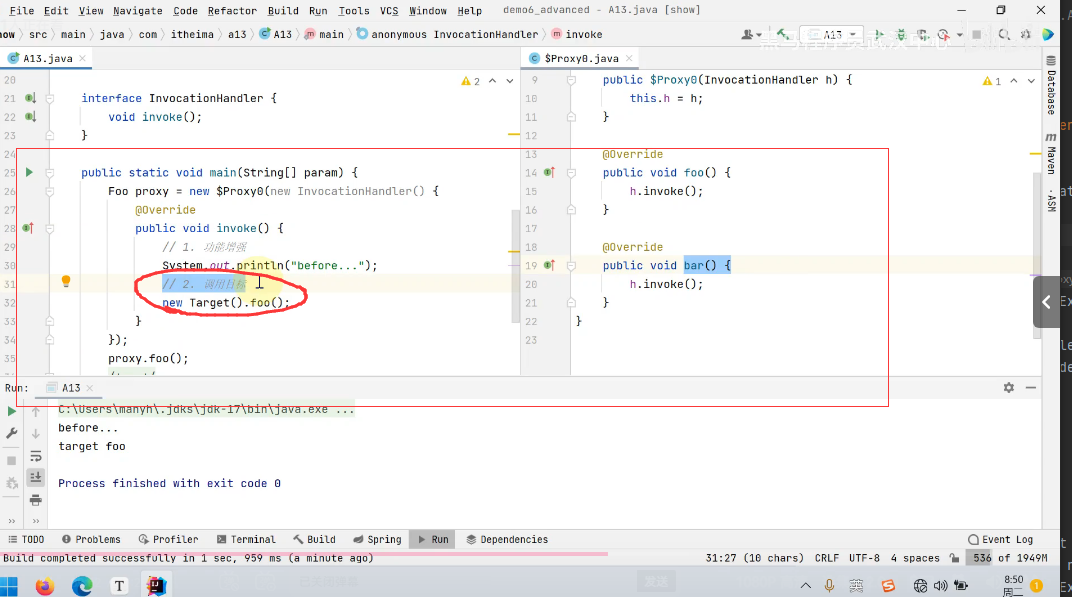 File Edit View Navigate Code Refactor Build Run Tools VCS Window Help demo6_advanced - A13.java [show]
ow src main java com itheima a13 A13 main anonymous InvocationHandler invoke A13
A13.java $Proxy0.java
20
21 interface InvocationHandler {
22 void invoke();
23 }
24
25 public static void main(String[] param) {
26 Foo proxy = new $Proxy0(new InvocationHandler() {
27 @Override
28 public void invoke() {
29 // 1. 功能增强
30 System.out.println("before...");
31 // 2. 调用目标
32 new Target().foo();
33 }
34 });
35 proxy.foo();
2
9 public $Proxy0(InvocationHandler h) {
10 this.h = h;
11 }
12
13 @Override
14 public void foo() {
15 h.invoke();
16 }
17
18 @Override
19 public void bar() {
20 h.invoke();
21 }
22 }
23
1
Database
Maven
ASM
Run: A13
C:\Users\manyh\.jdks\jdk-17\bin\java.exe ...
before...
target foo
Process finished with exit code 0
TODO Problems Profiler Terminal Build Spring Run Dependencies Event Log
Build completed successfully in 1 sec, 959 ms (a minute ago) 31:27 (10 chars) CRLF UTF-8 4 spaces 536 of 1949M
T 英 8:50
周二 1